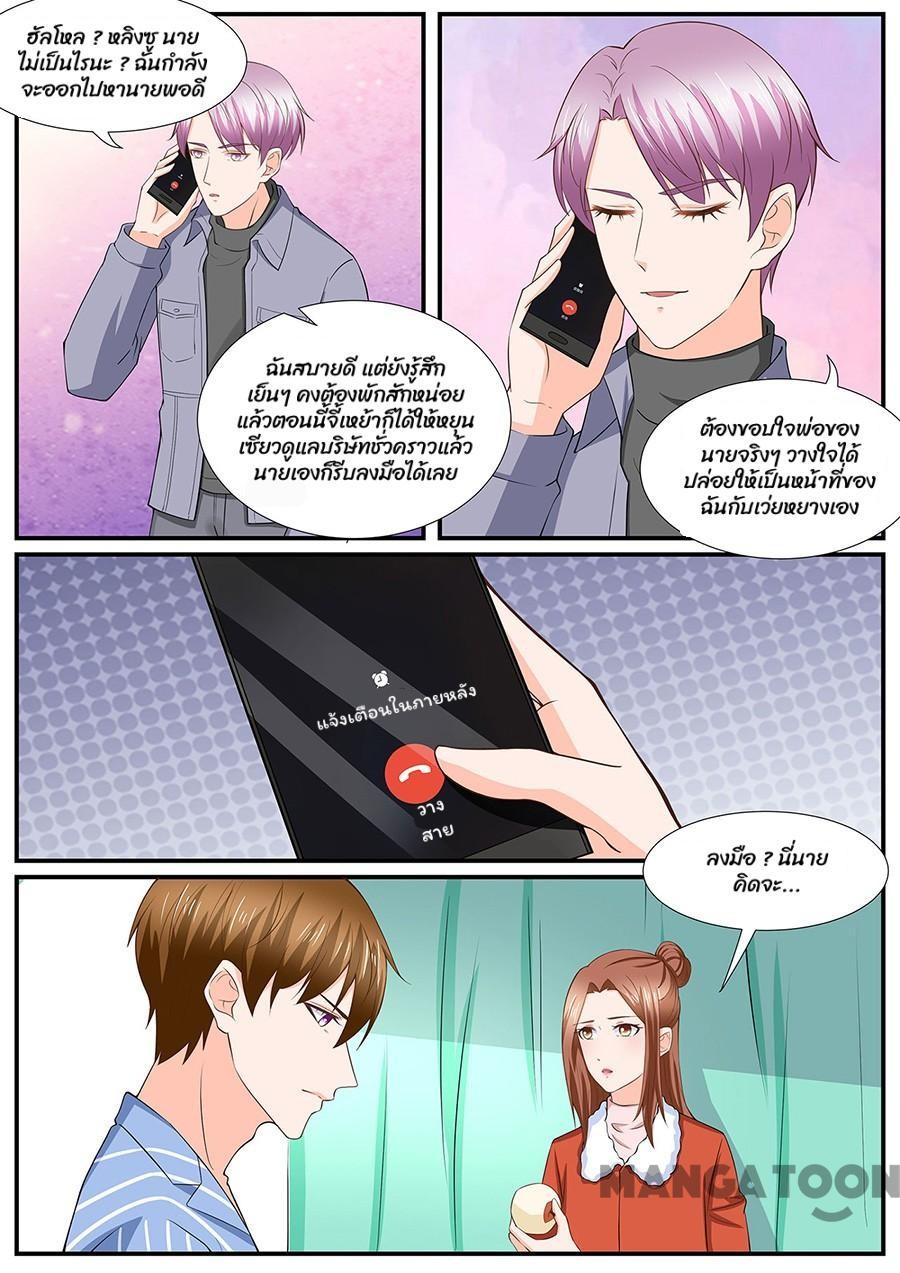 ฮัลโหล ? หลิงซู นาย
ไม่เป็นไรนะ ? ฉันกำลัง
จะออกไปหานายพอดี
ฉันสบายดี แต่ยังรู้สึก
เย็นๆ คงต้องพักสักหน่อย
แล้วตอนนี้จี้เหย้าก็ได้ให้หยุน
เซียวดูแลบริษัทชั่วคราวแล้ว
นายเองก็รีบลงมือได้เลย
ต้องขอบใจพ่อของ
นายจริงๆ วางใจได้
ปล่อยให้เป็นหน้าที่ของ
ฉันกับเว่ยหยางเอง
แจ้งเตือนในภายหลัง
วาง
สาย
ลงมือ ? นี่นาย
คิดจะ...
MANGATOON